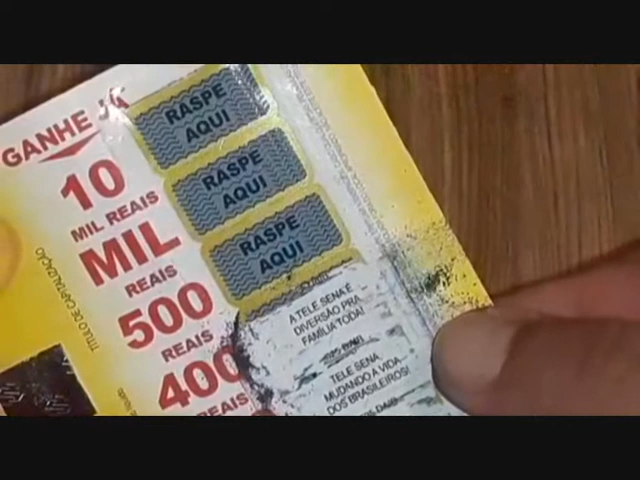 GANHE JÁ
10
MIL REAIS
MIL
REAIS
500
REAIS
400
REAIS
TÍTULO DE CAPITALIZAÇÃO
RASPE
AQUI
RASPE
AQUI
RASPE
AQUI
A TELE SENA É
DIVERSÃO PRA
FAMÍLIA TODA!
TELE SENA,
MUDANDO A VIDA
DOS BRASILEIROS!